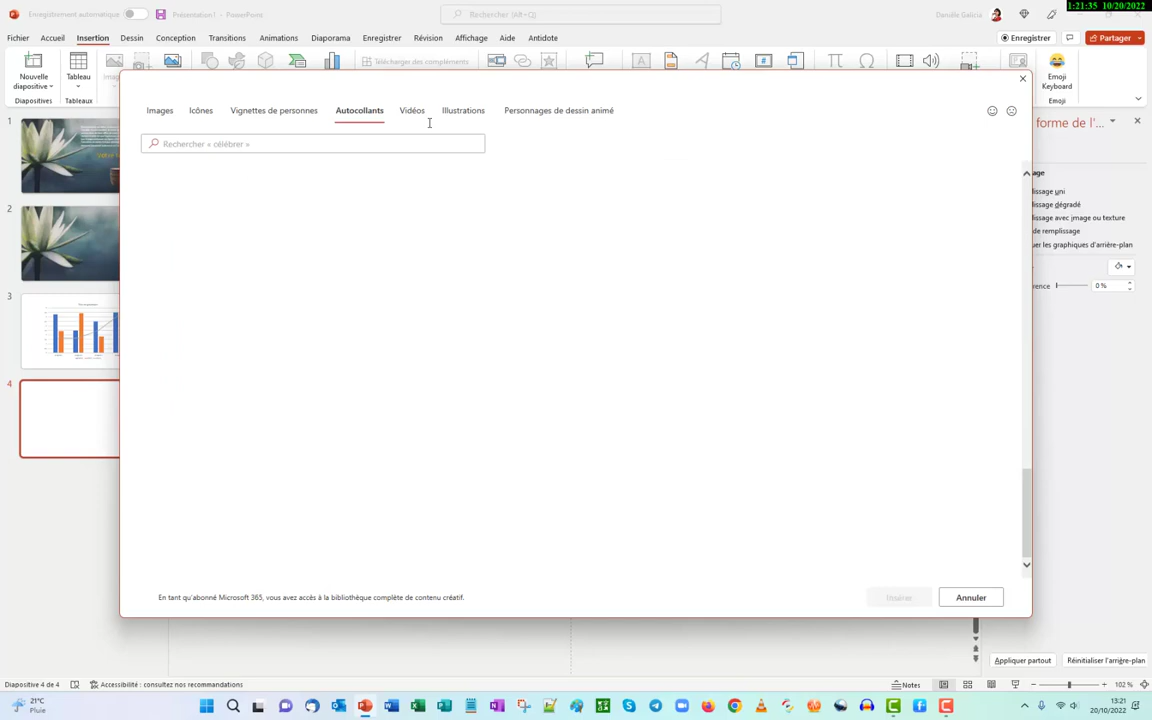 1:21:35 10/20/2022
Enregistrement automatique
Présentation1 - PowerPoint
Rechercher (Alt+Q)
Danièle Galicia
Fichier Accueil Insertion Dessin Conception Transitions Animations Diaporama Enregistrer Révision Affichage Aide Antidote
Enregistrer
Partager
Nouvelle
diapositive
Diapositives
Tableau
Tableaux
Télécharger des compléments
Emoji
Keyboard
Emoji
Images Icônes Vignettes de personnes Autocollants Vidéos Illustrations Personnages de dessin animé
Rechercher « célébrer »
forme de l'...
1
2
3
4
age
lissage uni
lissage dégradé
lissage avec image ou texture
de remplissage
uer les graphiques d'arrière-plan
rence 0 %
En tant qu'abonné Microsoft 365, vous avez accès à la bibliothèque complète de contenu créatif.
Insérer
Annuler
Appliquer partout
Réinitialiser l'arrière-plan
Diapositive 4 de 4
Accessibilité : consultez nos recommandations
Notes
102 %
21°C
Pluie
13:21
20/10/2022